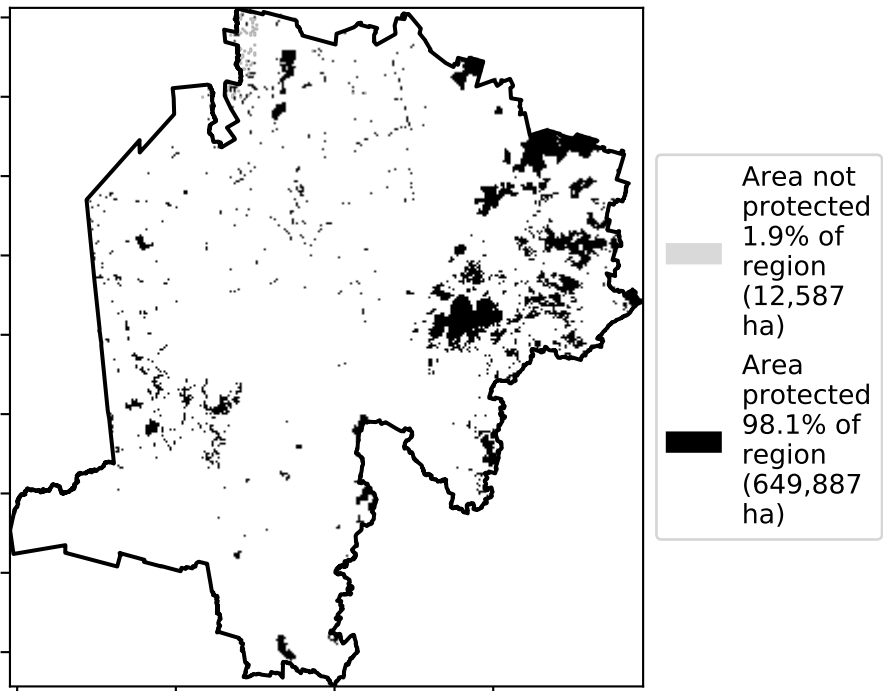 Area not
protected
1.9% of
region
(12,587
ha)
Area
protected
98.1% of
region
(649,887
ha)